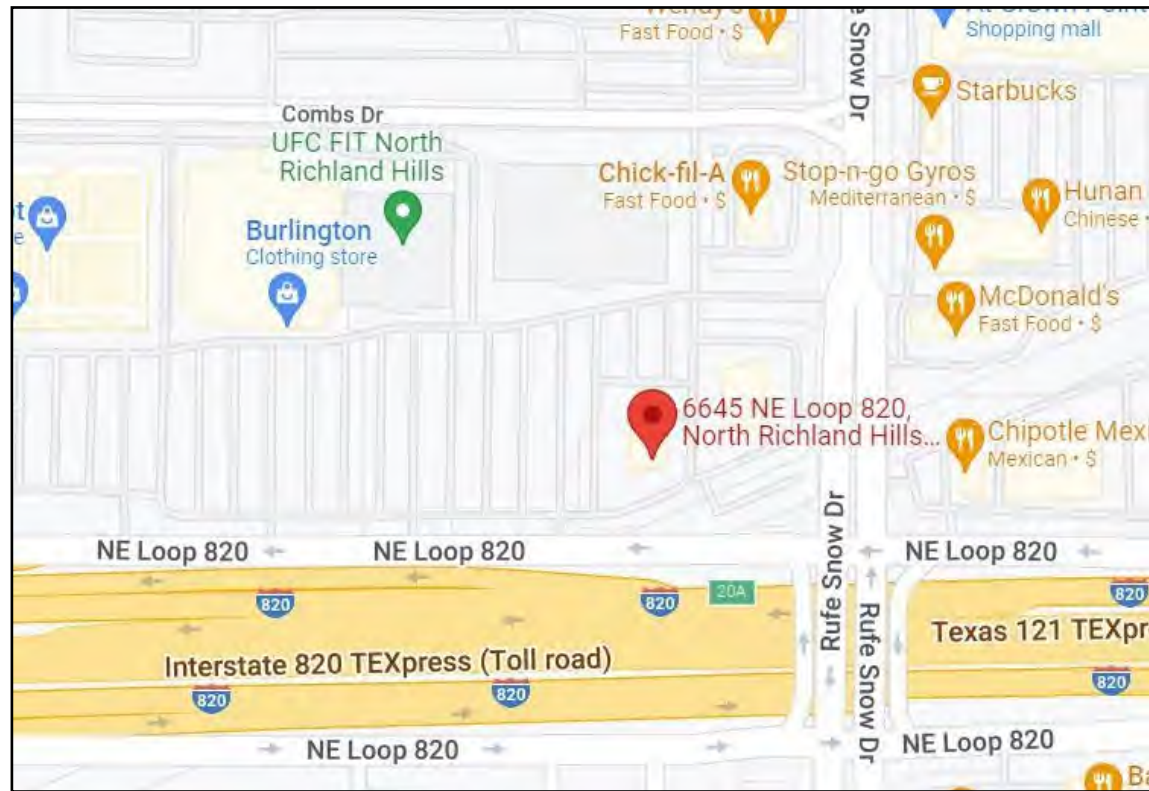 Wendy's
Fast Food • $
Shopping mall
Snow Dr
Starbucks
Combs Dr
UFC FIT North
Richland Hills
Chick-fil-A
Fast Food • $
Stop-n-go Gyros
Mediterranean • $
Hunan
Chinese •
Burlington
Clothing store
McDonald's
Fast Food • $
6645 NE Loop 820,
North Richland Hills...
Chipotle Mexi
Mexican • $
NE Loop 820
NE Loop 820
Rufe Snow Dr
NE Loop 820
820
820
20A
820
Rufe Snow Dr
Texas 121 TEXpr
Interstate 820 TEXpress (Toll road)
820
820
820
NE Loop 820
NE Loop 820
Ba